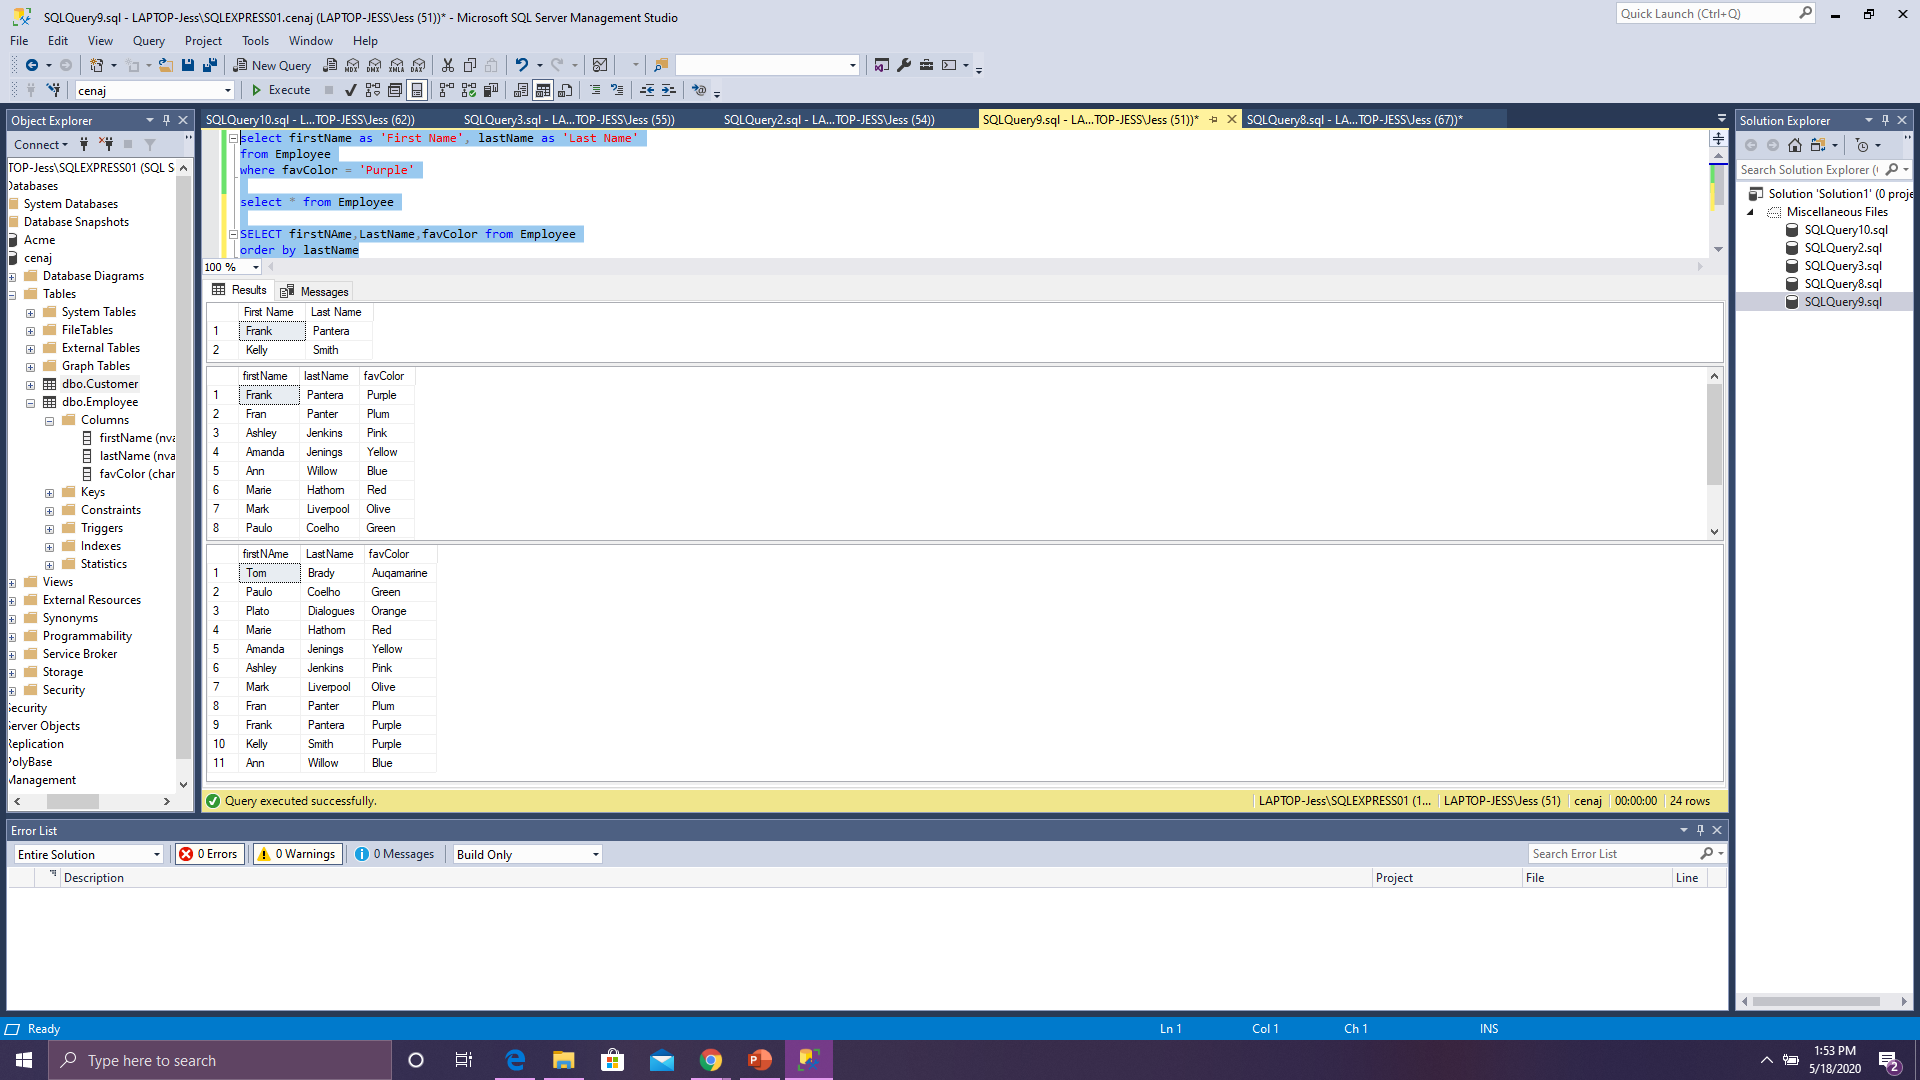 SQLQuery9.sql - LAPTOP-Jess\SQLEXPRESS01.cenaj (LAPTOP-JESS\Jess (51))* - Microsoft SQL Server Management Studio
Quick Launch (Ctrl+Q)
File Edit View Query Project Tools Window Help
New Query
MDX DMX XMLA DAX
cenaj
Execute
Object Explorer
Connect
TOP-Jess\SQLEXPRESS01 (SQL S
Databases
System Databases
Database Snapshots
Acme
cenaj
Database Diagrams
Tables
System Tables
FileTables
External Tables
Graph Tables
dbo.Customer
dbo.Employee
Columns
firstName (nva
lastName (nva
favColor (char
Keys
Constraints
Triggers
Indexes
Statistics
Views
External Resources
Synonyms
Programmability
Service Broker
Storage
Security
Security
Server Objects
Replication
PolyBase
Management
SQLQuery10.sql - L...TOP-JESS\Jess (62))
SQLQuery3.sql - LA...TOP-JESS\Jess (55))
SQLQuery2.sql - LA...TOP-JESS\Jess (54))
SQLQuery9.sql - LA...TOP-JESS\Jess (51))*
SQLQuery8.sql - LA...TOP-JESS\Jess (67))*
select firstName as 'First Name', lastName as 'Last Name'
from Employee
where favColor = 'Purple'
select * from Employee
SELECT firstNAme,LastName,favColor from Employee
order by lastName
100 %
Results Messages
First Name Last Name
1 Frank Pantera
2 Kelly Smith
firstName lastName favColor
1 Frank Pantera Purple
2 Fran Panter Plum
3 Ashley Jenkins Pink
4 Amanda Jenings Yellow
5 Ann Willow Blue
6 Marie Hathorn Red
7 Mark Liverpool Olive
8 Paulo Coelho Green
firstNAme LastName favColor
1 Tom Brady Auqamarine
2 Paulo Coelho Green
3 Plato Dialogues Orange
4 Marie Hathorn Red
5 Amanda Jenings Yellow
6 Ashley Jenkins Pink
7 Mark Liverpool Olive
8 Fran Panter Plum
9 Frank Pantera Purple
10 Kelly Smith Purple
11 Ann Willow Blue
Query executed successfully.
LAPTOP-Jess\SQLEXPRESS01 (1... LAPTOP-JESS\Jess (51) cenaj 00:00:00 24 rows
Solution Explorer
Search Solution Explorer (
Solution 'Solution1' (0 proje
Miscellaneous Files
SQLQuery10.sql
SQLQuery2.sql
SQLQuery3.sql
SQLQuery8.sql
SQLQuery9.sql
Error List
Entire Solution
0 Errors
0 Warnings
0 Messages
Build Only
Search Error List
Description Project File Line
Ready
Ln 1 Col 1 Ch 1 INS
Type here to search
1:53 PM
5/18/2020
2